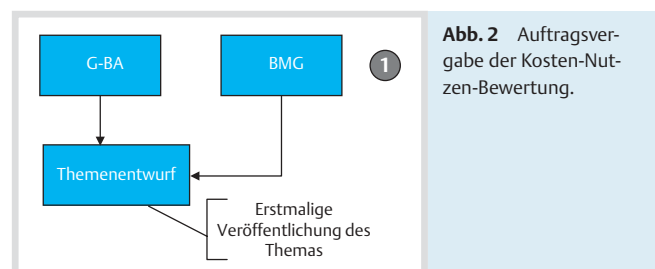 G-BA
BMG
1
Themenentwurf
Erstmalige
Veröffentlichung des
Themas
Abb. 2 Auftragsver-
gabe der Kosten-Nut-
zen-Bewertung.